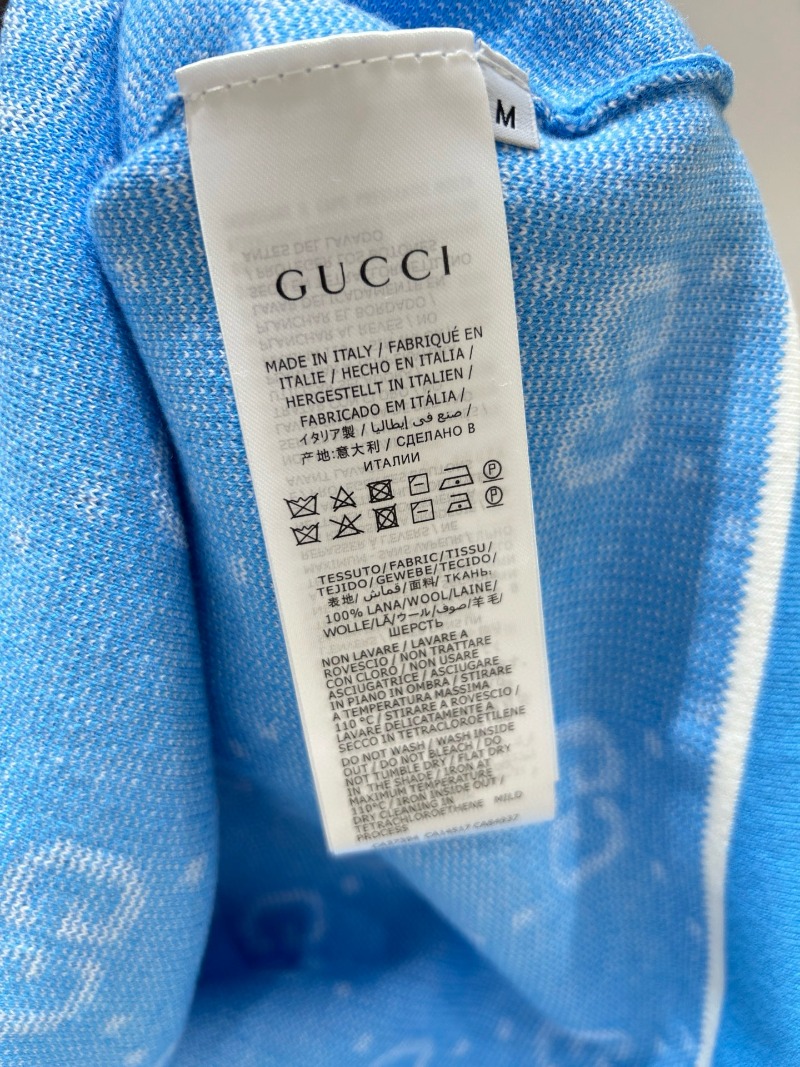 M
GUCCI
MADE IN ITALY / FABRIQUÉ EN
ITALIE / HECHO EN ITALIA /
HERGESTELLT IN ITALIEN /
FABRICADO EM ITÁLIA /
イタリア製 / صنع في إيطاليا /
产地:意大利 / СДЕЛАНО В
ИТАЛИИ
TESSUTO/FABRIC/TISSU/
TEJIDO/GEWEBE/TECIDO/
表地/قماش/面料/ ТКАНЬ
100% LANA/WOOL/LAINE/
WOLLE/LÃ/ウール/صوف/羊毛/
ШЕРСТЬ
NON LAVARE / LAVARE A
ROVESCIO / NON TRATTARE
CON CLORO / NON USARE
ASCIUGATRICE / ASCIUGARE
IN PIANO IN OMBRA / STIRARE
A TEMPERATURA MASSIMA
110 °C / STIRARE A ROVESCIO /
LAVARE DELICATAMENTE A
SECCO IN TETRACLOROETILENE
DO NOT WASH / WASH INSIDE
OUT / DO NOT BLEACH / DO
NOT TUMBLE DRY / FLAT DRY
IN THE SHADE / IRON AT
MAXIMUM TEMPERATURE
110°C / IRON INSIDE OUT /
DRY CLEANING IN
TETRACHLOROETHENE MILD
PROCESS